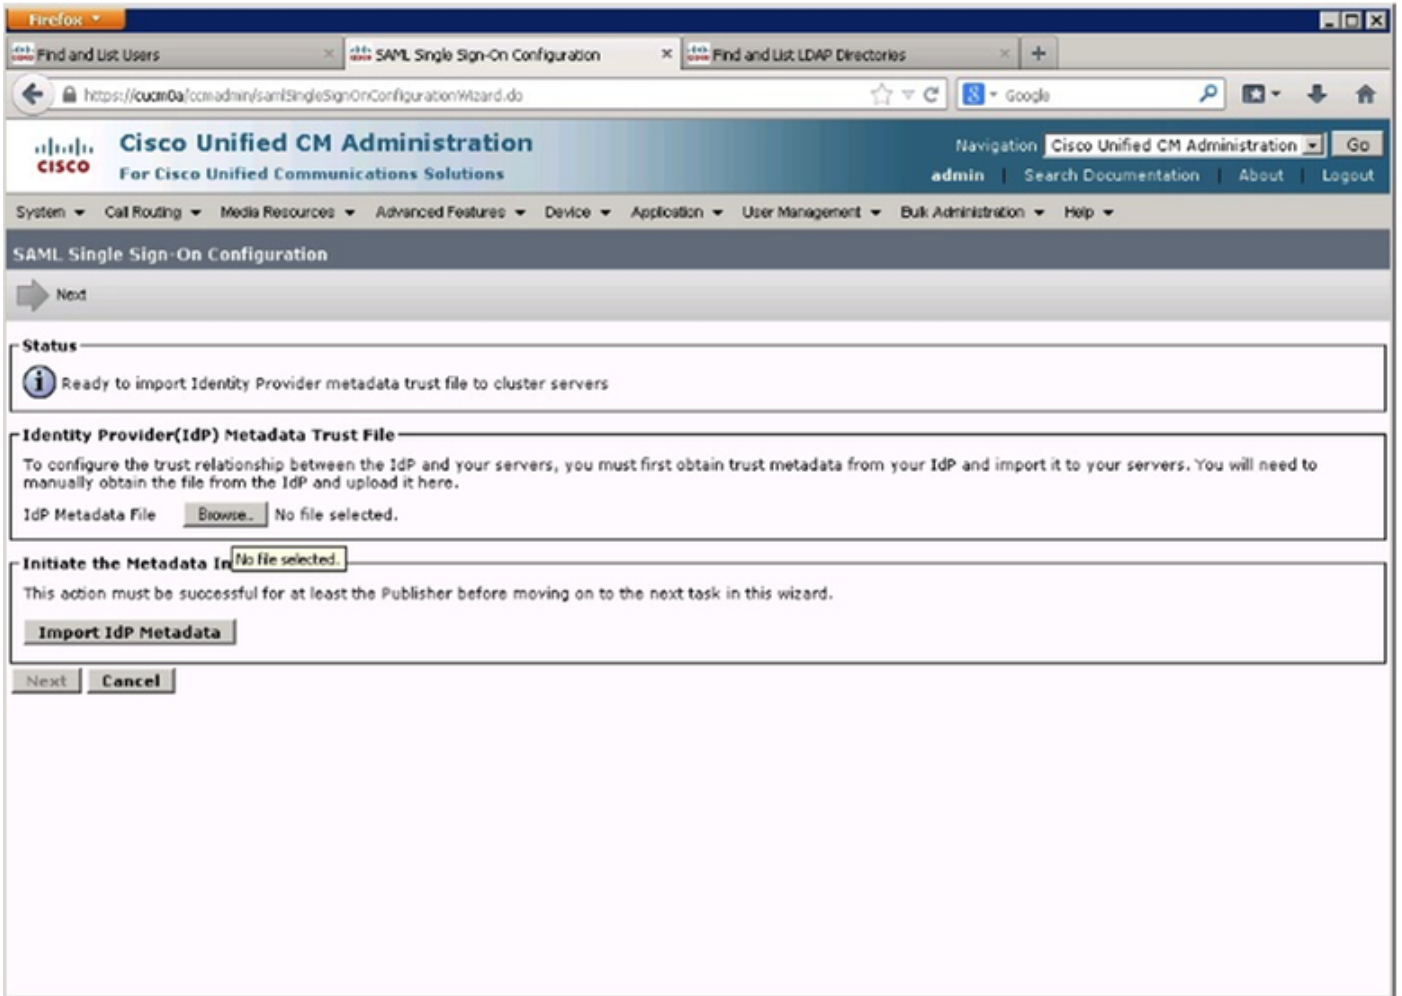 Firefox
Find and List Users
SAML Single Sign-On Configuration
Find and List LDAP Directories
https://cucm0a/ccmadmin/samlSingleSignOnConfigurationWizard.do
Google
CISCO
Cisco Unified CM Administration
For Cisco Unified Communications Solutions
Navigation Cisco Unified CM Administration Go
admin | Search Documentation | About | Logout
System Call Routing Media Resources Advanced Features Device Application User Management Bulk Administration Help
SAML Single Sign-On Configuration
Next
Status
Ready to import Identity Provider metadata trust file to cluster servers
Identity Provider(IdP) Metadata Trust File
To configure the trust relationship between the IdP and your servers, you must first obtain trust metadata from your IdP and import it to your servers. You will need to
manually obtain the file from the IdP and upload it here.
IdP Metadata File Browse.. No file selected.
No file selected.
Initiate the Metadata Im
This action must be successful for at least the Publisher before moving on to the next task in this wizard.
Import IdP Metadata
Next Cancel